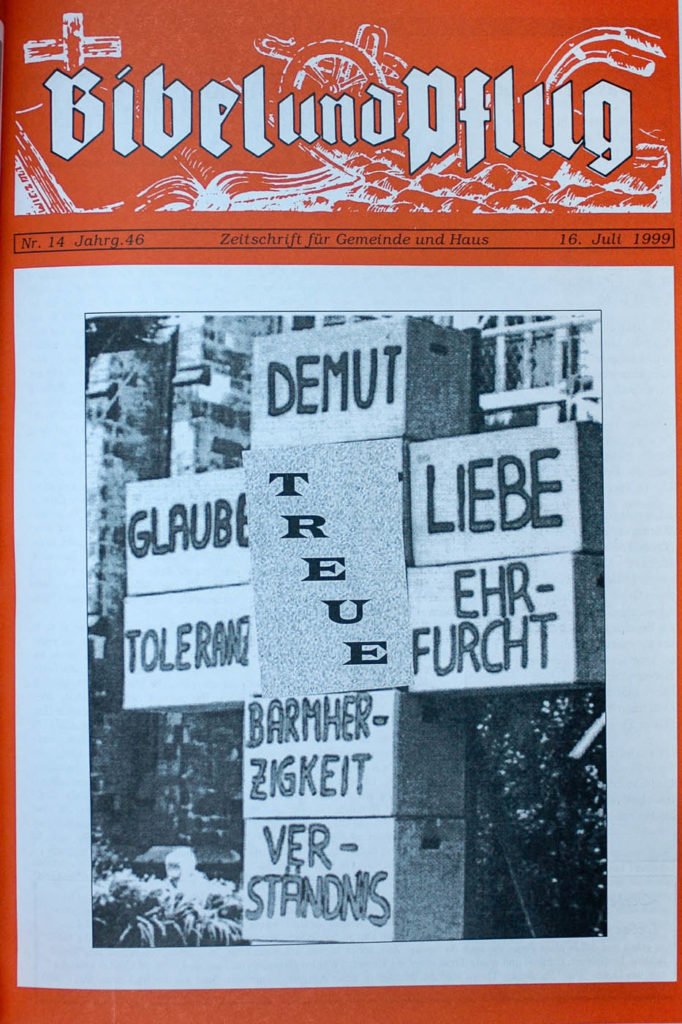 Bibel und Pflug
Nr. 14 Jahrg.46 Zeitschrift für Gemeinde und Haus 16. Juli 1999
DEMUT
GLAUBE
TREUE
LIEBE
TOLERANZ
EHR-
FURCHT
BARMHER-
ZIGKEIT
VER-
STÄNDNIS